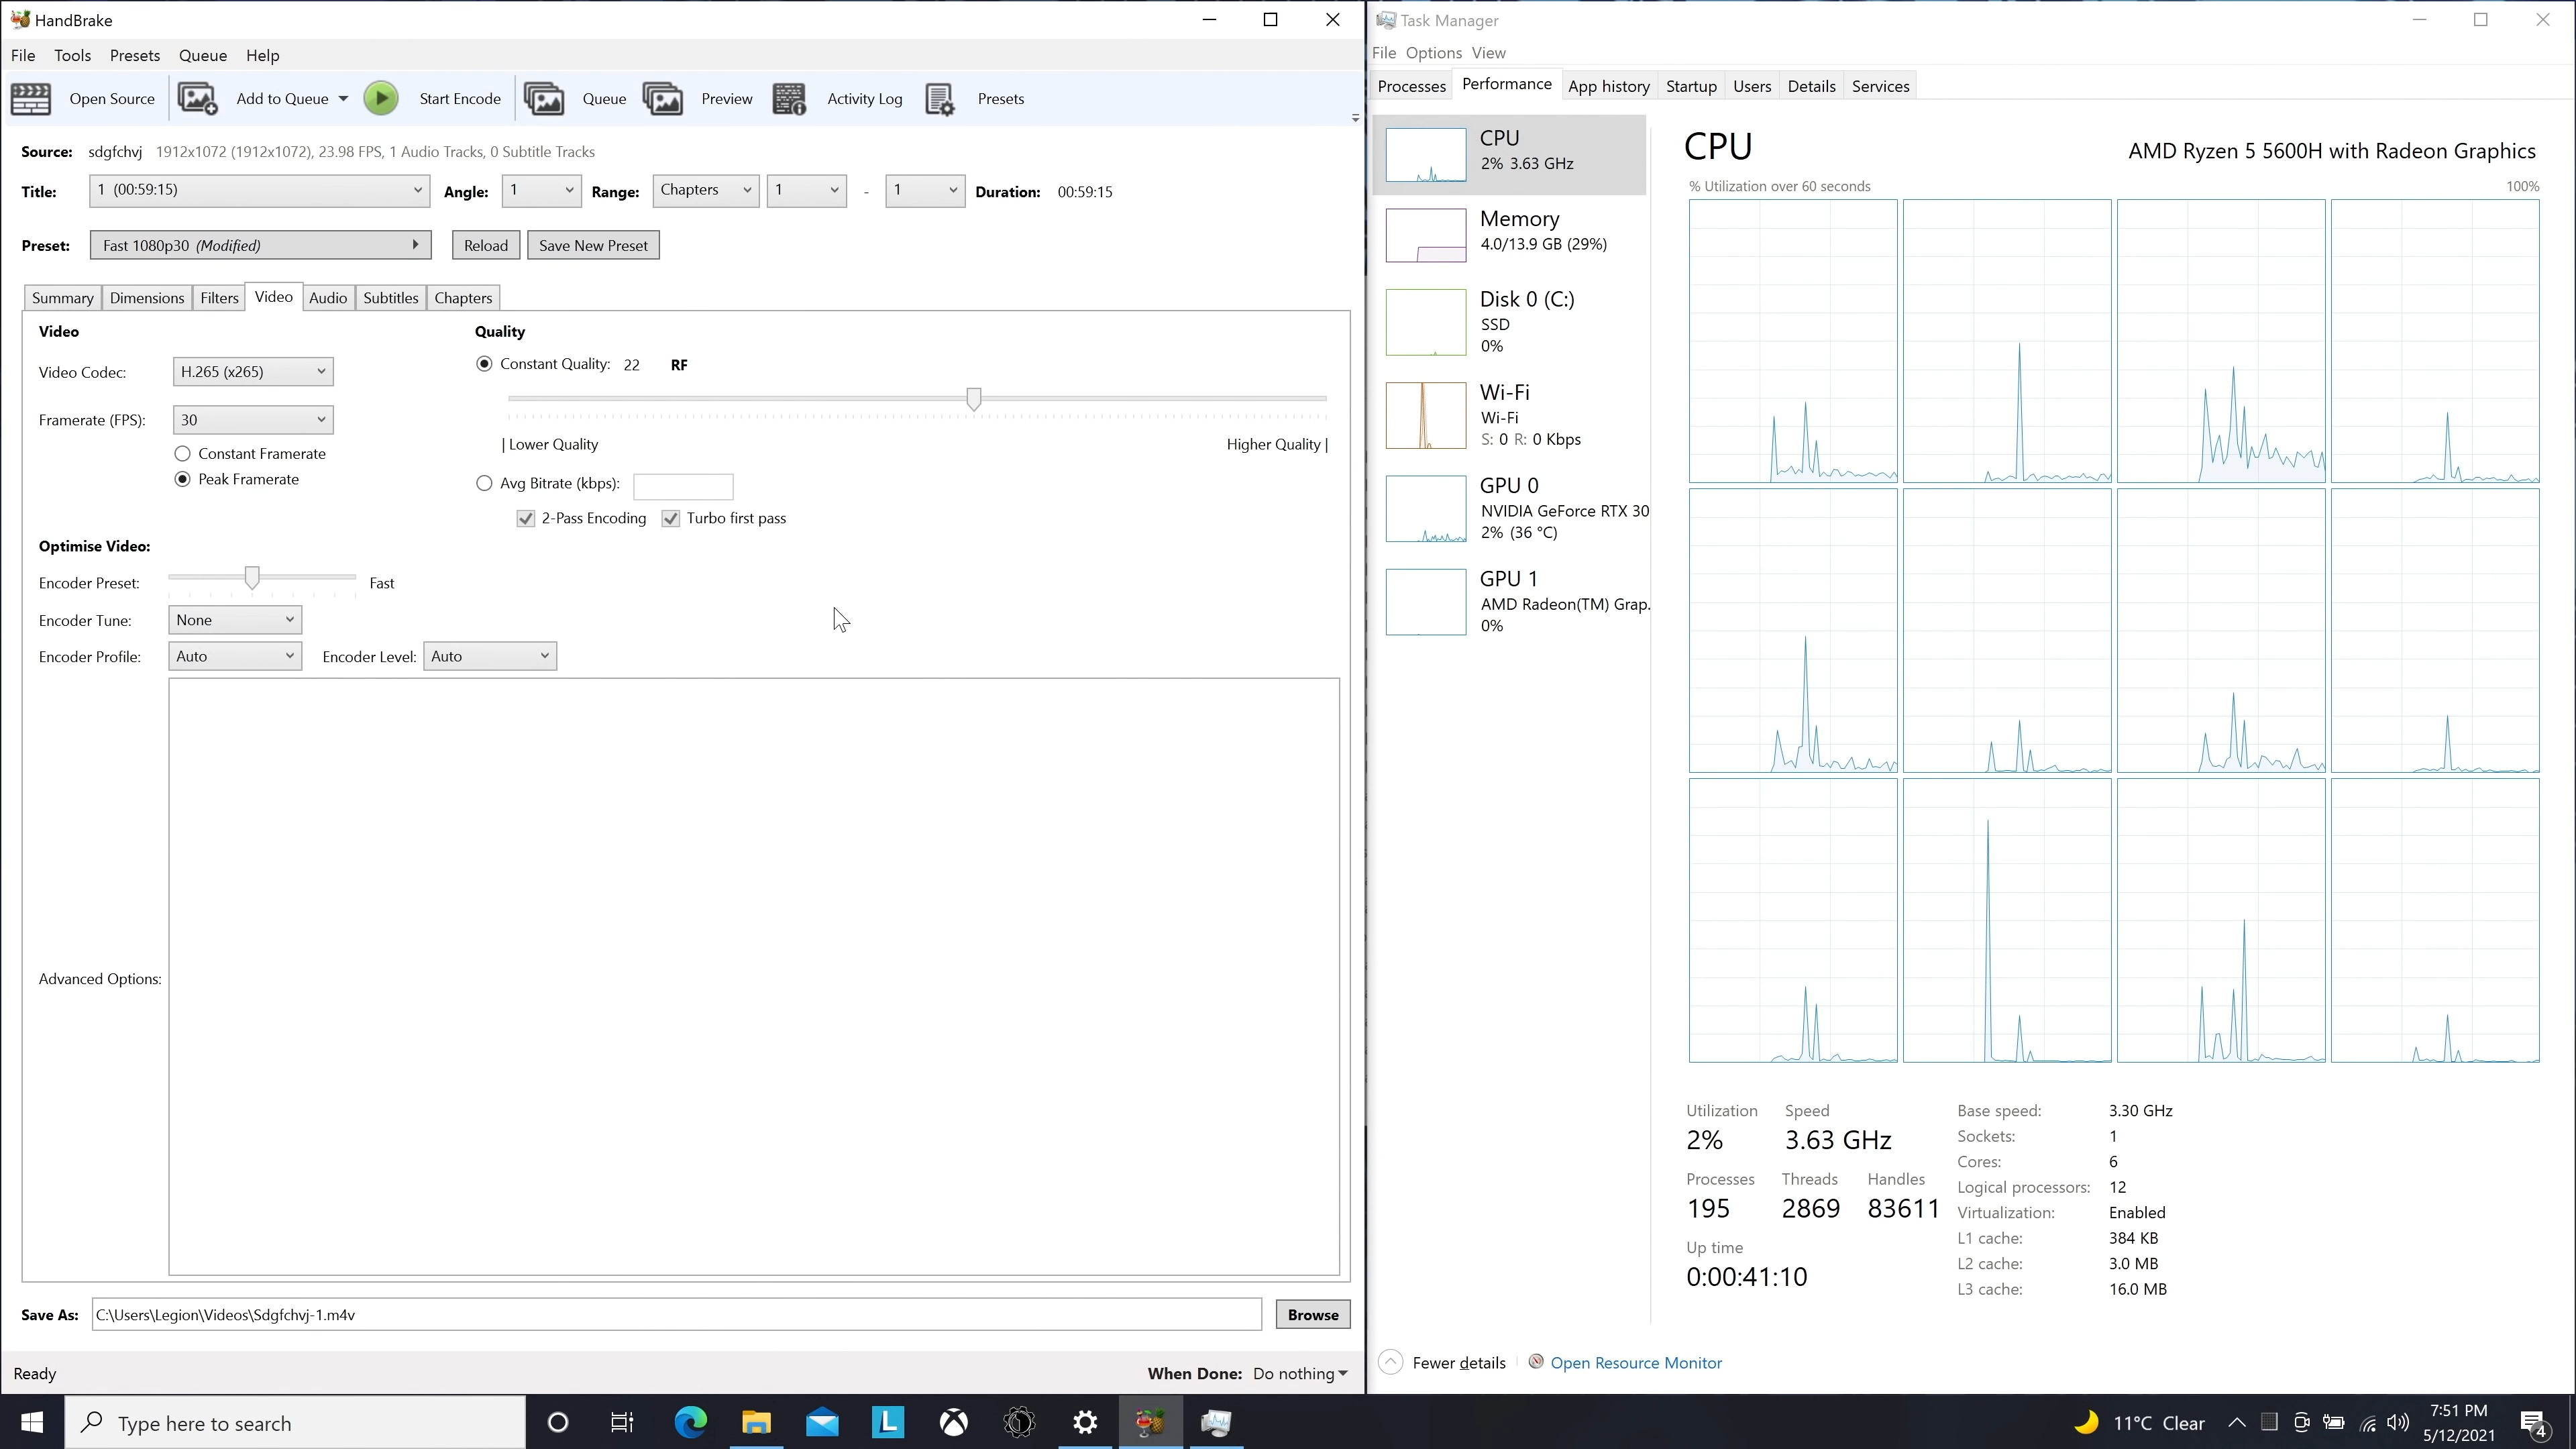 HandBrake
File Tools Presets Queue Help
Open Source Add to Queue Start Encode Queue Preview Activity Log Presets
Source: sdgfchvj 1912x1072 (1912x1072), 23.98 FPS, 1 Audio Tracks, 0 Subtitle Tracks
Title: 1 (00:59:15) Angle: 1 Range: Chapters 1 - 1 Duration: 00:59:15
Preset: Fast 1080p30 (Modified) Reload Save New Preset
Summary Dimensions Filters Video Audio Subtitles Chapters
Video Quality
Video Codec: H.265 (x265) Constant Quality: 22 RF
Framerate (FPS): 30
| Lower Quality Higher Quality |
Constant Framerate
Peak Framerate
Avg Bitrate (kbps):
2-Pass Encoding Turbo first pass
Optimise Video:
Encoder Preset: Fast
Encoder Tune: None
Encoder Profile: Auto Encoder Level: Auto
Advanced Options:
Save As: C:\Users\Legion\Videos\Sdgfchvj-1.m4v Browse
Ready When Done: Do nothing
Task Manager
File Options View
Processes Performance App history Startup Users Details Services
CPU
2% 3.63 GHz
Memory
4.0/13.9 GB (29%)
Disk 0 (C:)
SSD
0%
Wi-Fi
Wi-Fi
S: 0 R: 0 Kbps
GPU 0
NVIDIA GeForce RTX 30
2% (36 °C)
GPU 1
AMD Radeon(TM) Grap.
0%
CPU AMD Ryzen 5 5600H with Radeon Graphics
% Utilization over 60 seconds 100%
Utilization Speed
2% 3.63 GHz
Processes Threads Handles
195 2869 83611
Up time
0:00:41:10
Base speed: 3.30 GHz
Sockets: 1
Cores: 6
Logical processors: 12
Virtualization: Enabled
L1 cache: 384 KB
L2 cache: 3.0 MB
L3 cache: 16.0 MB
Fewer details Open Resource Monitor
Type here to search
L
11°C Clear
7:51 PM
5/12/2021
4